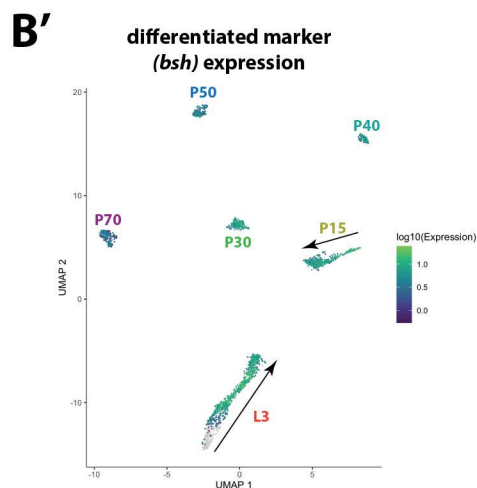 B′
differentiated marker
(bsh) expression
20
P50
P40
10
P70
P30
P15
log10(Expression)
1.0
0.5
0.0
UMAP 2
0
-10
L3
-10
-5
0
5
UMAP 1